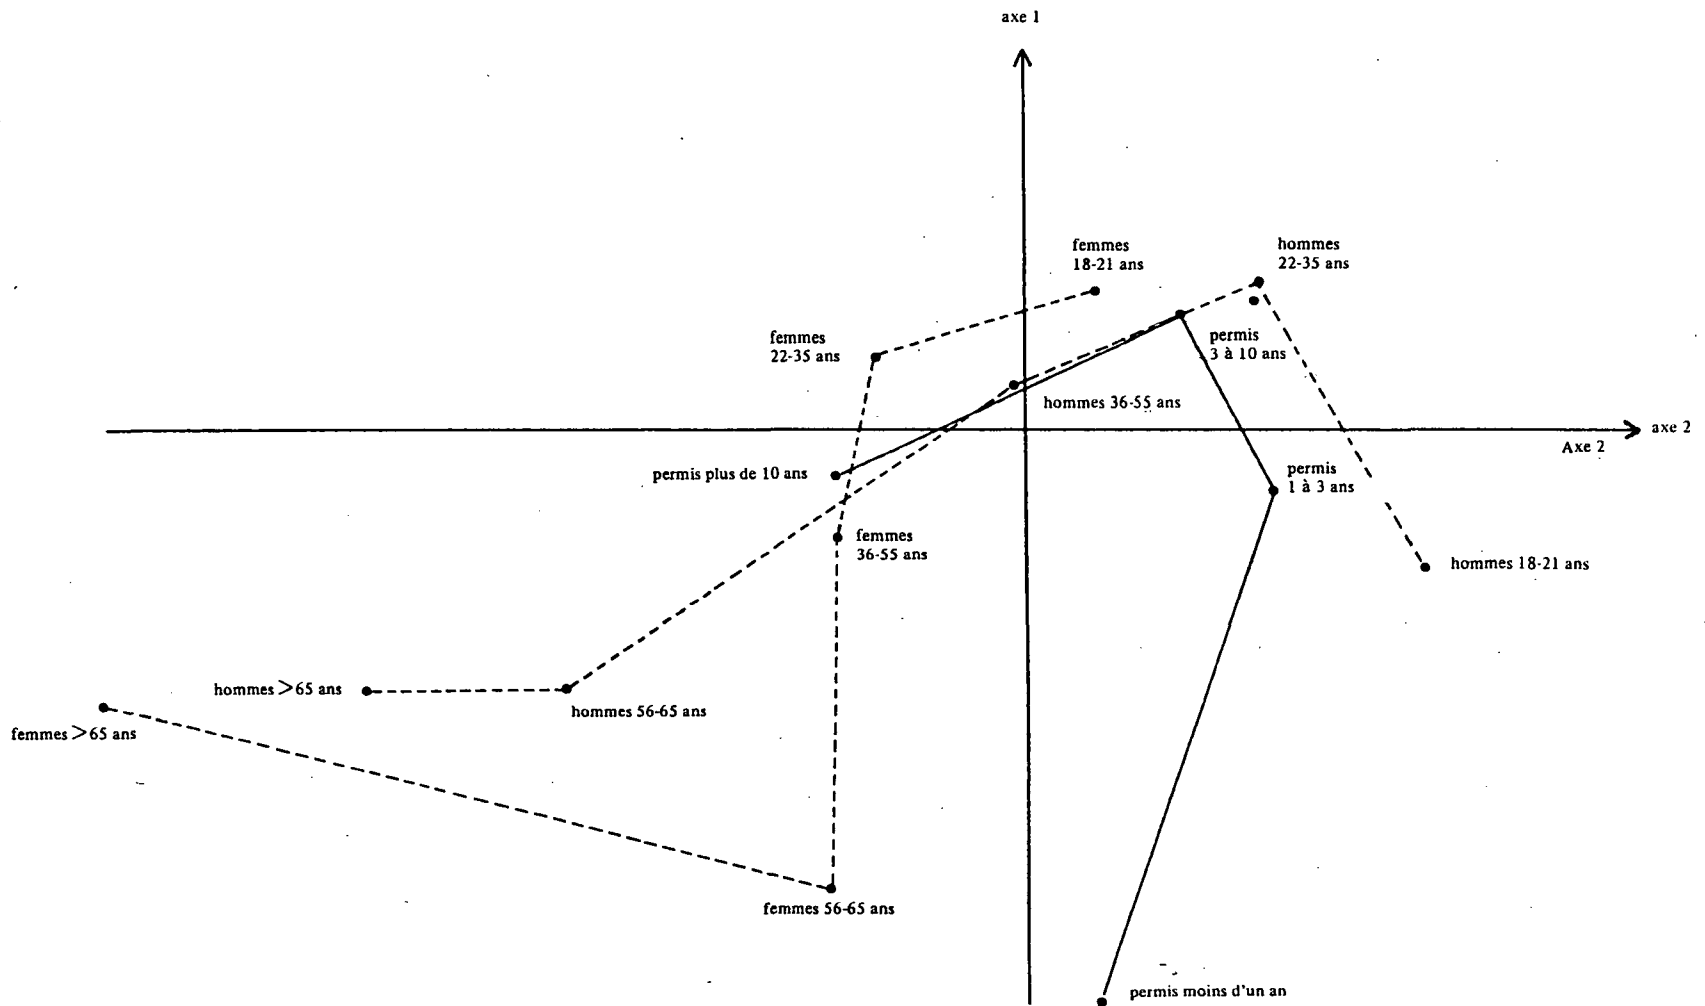 axe 1
femmes
18-21 ans
hommes
22-35 ans
femmes
22-35 ans
permis
3 à 10 ans
hommes 36-55 ans
axe 2
Axe 2
permis plus de 10 ans
permis
1 à 3 ans
femmes
36-55 ans
hommes 18-21 ans
hommes >65 ans
hommes 56-65 ans
femmes >65 ans
femmes 56-65 ans
permis moins d'un an